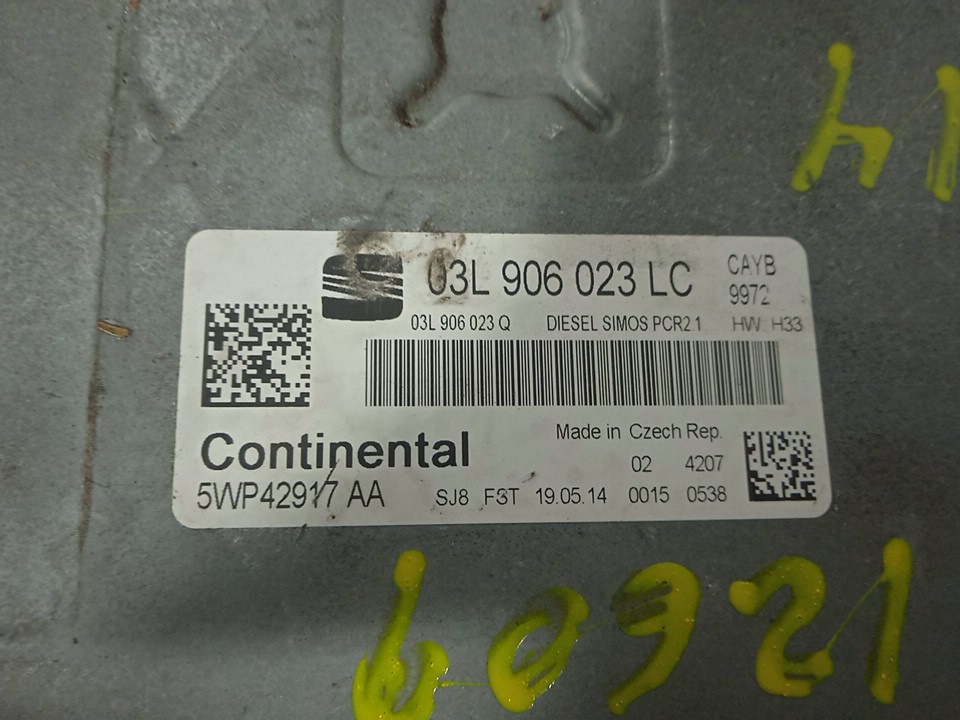 03L 906 023 LC CAYB
9972
03L 906 023 Q DIESEL SIMOS PCR2.1 HW H33
Continental
Made in Czech Rep.
02 4207
5WP42917 AA SJ8 F3T 19.05.14 0015 0538